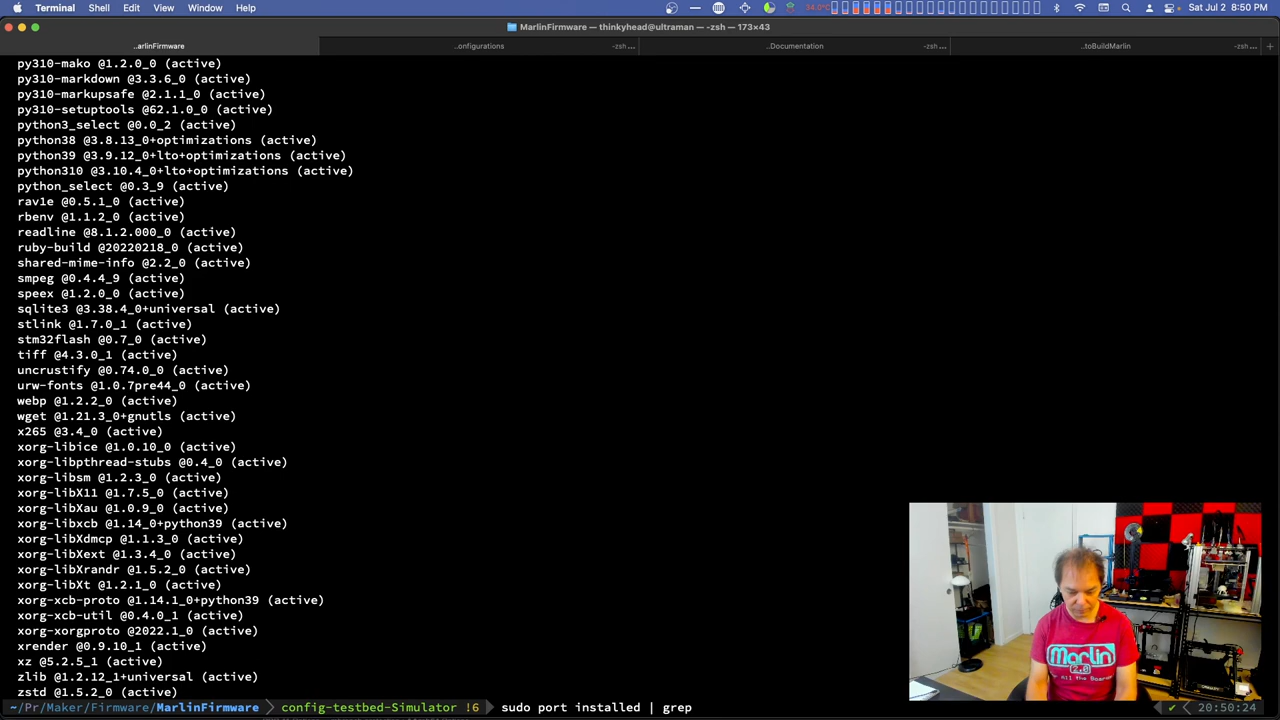 Terminal Shell Edit View Window Help 34.0°C Sat Jul 2 8:50 PM
MarlinFirmware — thinkyhead@ultraman — -zsh — 173×43
..arlinFirmware ..onfigurations -zsh ... ..Documentation -zsh ... ..toBuildMarlin -zsh ... +
py310-mako @1.2.0_0 (active)
py310-markdown @3.3.6_0 (active)
py310-markupsafe @2.1.1_0 (active)
py310-setuptools @62.1.0_0 (active)
python3_select @0.0_2 (active)
python38 @3.8.13_0+optimizations (active)
python39 @3.9.12_0+lto+optimizations (active)
python310 @3.10.4_0+lto+optimizations (active)
python_select @0.3_9 (active)
rav1e @0.5.1_0 (active)
rbenv @1.1.2_0 (active)
readline @8.1.2.000_0 (active)
ruby-build @20220218_0 (active)
shared-mime-info @2.2_0 (active)
smpeg @0.4.4_9 (active)
speex @1.2.0_0 (active)
sqlite3 @3.38.4_0+universal (active)
stlink @1.7.0_1 (active)
stm32flash @0.7_0 (active)
tiff @4.3.0_1 (active)
uncrustify @0.74.0_0 (active)
urw-fonts @1.0.7pre44_0 (active)
webp @1.2.2_0 (active)
wget @1.21.3_0+gnutls (active)
x265 @3.4_0 (active)
xorg-libice @1.0.10_0 (active)
xorg-libpthread-stubs @0.4_0 (active)
xorg-libsm @1.2.3_0 (active)
xorg-libX11 @1.7.5_0 (active)
xorg-libXau @1.0.9_0 (active)
xorg-libxcb @1.14_0+python39 (active)
xorg-libXdmcp @1.1.3_0 (active)
xorg-libXext @1.3.4_0 (active)
xorg-libXrandr @1.5.2_0 (active)
xorg-libXt @1.2.1_0 (active)
xorg-xcb-proto @1.14.1_0+python39 (active)
xorg-xcb-util @0.4.0_1 (active)
xorg-xorgproto @2022.1_0 (active)
xrender @0.9.10_1 (active)
xz @5.2.5_1 (active)
zlib @1.2.12_1+universal (active)
zstd @1.5.2_0 (active)
~/Pr/Maker/Firmware/MarlinFirmware config-testbed-Simulator !6 sudo port installed | grep ✔ 20:50:24
Marlin
2.0